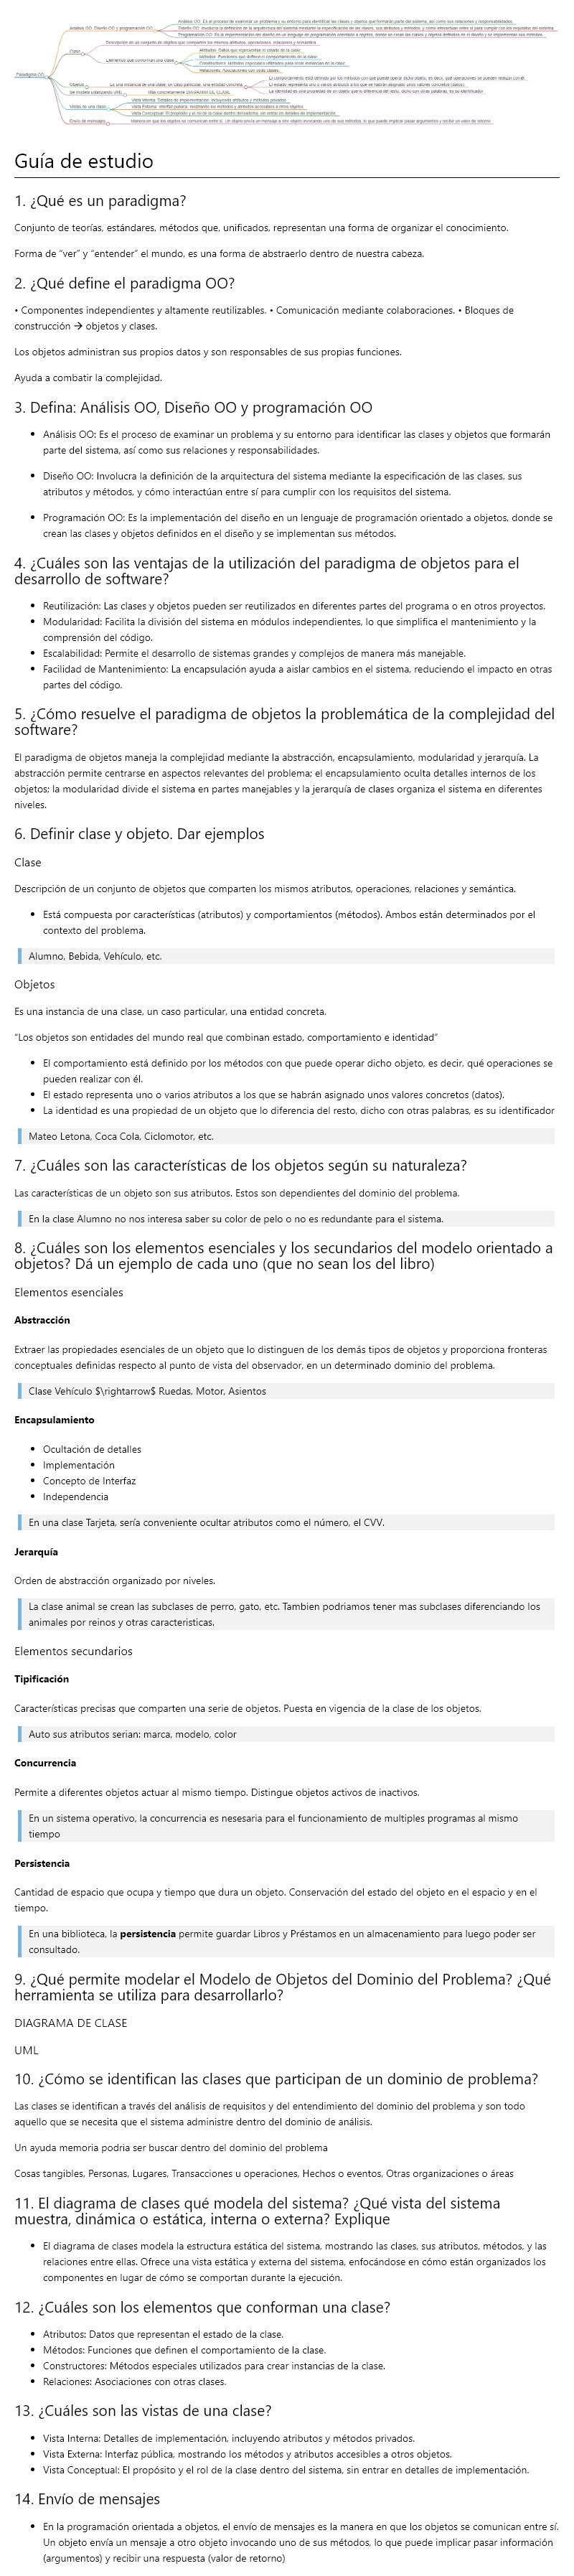 Paradigma OO
Análisis OO, Diseño OO y programación OO
Análisis OO: Es el proceso de examinar un problema y su entorno para identificar las clases y objetos que formarán parte del sistema, así como sus relaciones y responsabilidades.
Diseño OO: Involucra la definición de la arquitectura del sistema mediante la especificación de las clases, sus atributos y métodos, y cómo interactúan entre sí para cumplir con los requisitos del sistema.
Programación OO: Es la implementación del diseño en un lenguaje de programación orientado a objetos, donde se crean las clases y objetos definidos en el diseño y se implementan sus métodos.
Clase
Descripción de un conjunto de objetos que comparten los mismos atributos, operaciones, relaciones y semántica.
Elementos que conforman una clase
Atributos: Datos que representan el estado de la clase.
Métodos: Funciones que definen el comportamiento de la clase.
Constructores: Métodos especiales utilizados para crear instancias de la clase.
Relaciones: Asociaciones con otras clases.
Objetos
Es una instancia de una clase, un caso particular, una entidad concreta.
El comportamiento está definido por los métodos con que puede operar dicho objeto, es decir, qué operaciones se pueden realizar con él.
El estado representa uno o varios atributos a los que se habrán asignado unos valores concretos (datos).
La identidad es una propiedad de un objeto que lo diferencia del resto, dicho con otras palabras, es su identificador
Se modela utilizando UML
Más concretamente DIAGRAMA DE CLASE
Vistas de una clase
Vista Interna: Detalles de implementación, incluyendo atributos y métodos privados.
Vista Externa: Interfaz pública, mostrando los métodos y atributos accesibles a otros objetos.
Vista Conceptual: El propósito y el rol de la clase dentro del sistema, sin entrar en detalles de implementación.
Envío de mensajes
Manera en que los objetos se comunican entre sí. Un objeto envía un mensaje a otro objeto invocando uno de sus métodos, lo que puede implicar pasar argumentos y recibir un valor de retorno.
Guía de estudio
1. ¿Qué es un paradigma?
Conjunto de teorías, estándares, métodos que, unificados, representan una forma de organizar el conocimiento.
Forma de “ver” y “entender” el mundo, es una forma de abstraerlo dentro de nuestra cabeza.
2. ¿Qué define el paradigma OO?
• Componentes independientes y altamente reutilizables. • Comunicación mediante colaboraciones. • Bloques de
construcción → objetos y clases.
Los objetos administran sus propios datos y son responsables de sus propias funciones.
Ayuda a combatir la complejidad.
3. Defina: Análisis OO, Diseño OO y programación OO
• Análisis OO: Es el proceso de examinar un problema y su entorno para identificar las clases y objetos que formarán
parte del sistema, así como sus relaciones y responsabilidades.
• Diseño OO: Involucra la definición de la arquitectura del sistema mediante la especificación de las clases, sus
atributos y métodos, y cómo interactúan entre sí para cumplir con los requisitos del sistema.
• Programación OO: Es la implementación del diseño en un lenguaje de programación orientado a objetos, donde se
crean las clases y objetos definidos en el diseño y se implementan sus métodos.
4. ¿Cuáles son las ventajas de la utilización del paradigma de objetos para el
desarrollo de software?
• Reutilización: Las clases y objetos pueden ser reutilizados en diferentes partes del programa o en otros proyectos.
• Modularidad: Facilita la división del sistema en módulos independientes, lo que simplifica el mantenimiento y la
comprensión del código.
• Escalabilidad: Permite el desarrollo de sistemas grandes y complejos de manera más manejable.
• Facilidad de Mantenimiento: La encapsulación ayuda a aislar cambios en el sistema, reduciendo el impacto en otras
partes del código.
5. ¿Cómo resuelve el paradigma de objetos la problemática de la complejidad del
software?
El paradigma de objetos maneja la complejidad mediante la abstracción, encapsulamiento, modularidad y jerarquía. La
abstracción permite centrarse en aspectos relevantes del problema; el encapsulamiento oculta detalles internos de los
objetos; la modularidad divide el sistema en partes manejables y la jerarquía de clases organiza el sistema en diferentes
niveles.
6. Definir clase y objeto. Dar ejemplos
Clase
Descripción de un conjunto de objetos que comparten los mismos atributos, operaciones, relaciones y semántica.
• Está compuesta por características (atributos) y comportamientos (métodos). Ambos están determinados por el
contexto del problema.
Alumno, Bebida, Vehículo, etc.
Objetos
Es una instancia de una clase, un caso particular, una entidad concreta.
“Los objetos son entidades del mundo real que combinan estado, comportamiento e identidad”
• El comportamiento está definido por los métodos con que puede operar dicho objeto, es decir, qué operaciones se
pueden realizar con él.
• El estado representa uno o varios atributos a los que se habrán asignado unos valores concretos (datos).
• La identidad es una propiedad de un objeto que lo diferencia del resto, dicho con otras palabras, es su identificador
Mateo Letona, Coca Cola, Ciclomotor, etc.
7. ¿Cuáles son las características de los objetos según su naturaleza?
Las características de un objeto son sus atributos. Estos son dependientes del dominio del problema.
En la clase Alumno no nos interesa saber su color de pelo o no es redundante para el sistema.
8. ¿Cuáles son los elementos esenciales y los secundarios del modelo orientado a
objetos? Dá un ejemplo de cada uno (que no sean los del libro)
Elementos esenciales
Abstracción
Extraer las propiedades esenciales de un objeto que lo distinguen de los demás tipos de objetos y proporciona fronteras
conceptuales definidas respecto al punto de vista del observador, en un determinado dominio del problema.
Clase Vehículo $\rightarrow$ Ruedas, Motor, Asientos
Encapsulamiento
• Ocultación de detalles
• Implementación
• Concepto de Interfaz
• Independencia
En una clase Tarjeta, sería conveniente ocultar atributos como el número, el CVV.
Jerarquía
Orden de abstracción organizado por niveles.
La clase animal se crean las subclases de perro, gato, etc. Tambien podriamos tener mas subclases diferenciando los
animales por reinos y otras caracteristicas.
Elementos secundarios
Tipificación
Características precisas que comparten una serie de objetos. Puesta en vigencia de la clase de los objetos.
Auto sus atributos serian: marca, modelo, color
Concurrencia
Permite a diferentes objetos actuar al mismo tiempo. Distingue objetos activos de inactivos.
En un sistema operativo, la concurrencia es nesesaria para el funcionamiento de multiples programas al mismo
tiempo
Persistencia
Cantidad de espacio que ocupa y tiempo que dura un objeto. Conservación del estado del objeto en el espacio y en el
tiempo.
En una biblioteca, la persistencia permite guardar Libros y Préstamos en un almacenamiento para luego poder ser
consultado.
9. ¿Qué permite modelar el Modelo de Objetos del Dominio del Problema? ¿Qué
herramienta se utiliza para desarrollarlo?
DIAGRAMA DE CLASE
UML
10. ¿Cómo se identifican las clases que participan de un dominio de problema?
Las clases se identifican a través del análisis de requisitos y del entendimiento del dominio del problema y son todo
aquello que se necesita que el sistema administre dentro del dominio de análisis.
Un ayuda memoria podria ser buscar dentro del dominio del problema
Cosas tangibles, Personas, Lugares, Transacciones u operaciones, Hechos o eventos, Otras organizaciones o áreas
11. El diagrama de clases qué modela del sistema? ¿Qué vista del sistema
muestra, dinámica o estática, interna o externa? Explique
• El diagrama de clases modela la estructura estática del sistema, mostrando las clases, sus atributos, métodos, y las
relaciones entre ellas. Ofrece una vista estática y externa del sistema, enfocándose en cómo están organizados los
componentes en lugar de cómo se comportan durante la ejecución.
12. ¿Cuáles son los elementos que conforman una clase?
• Atributos: Datos que representan el estado de la clase.
• Métodos: Funciones que definen el comportamiento de la clase.
• Constructores: Métodos especiales utilizados para crear instancias de la clase.
• Relaciones: Asociaciones con otras clases.
13. ¿Cuáles son las vistas de una clase?
• Vista Interna: Detalles de implementación, incluyendo atributos y métodos privados.
• Vista Externa: Interfaz pública, mostrando los métodos y atributos accesibles a otros objetos.
• Vista Conceptual: El propósito y el rol de la clase dentro del sistema, sin entrar en detalles de implementación.
14. Envío de mensajes
• En la programación orientada a objetos, el envío de mensajes es la manera en que los objetos se comunican entre sí.
Un objeto envía un mensaje a otro objeto invocando uno de sus métodos, lo que puede implicar pasar información
(argumentos) y recibir una respuesta (valor de retorno)